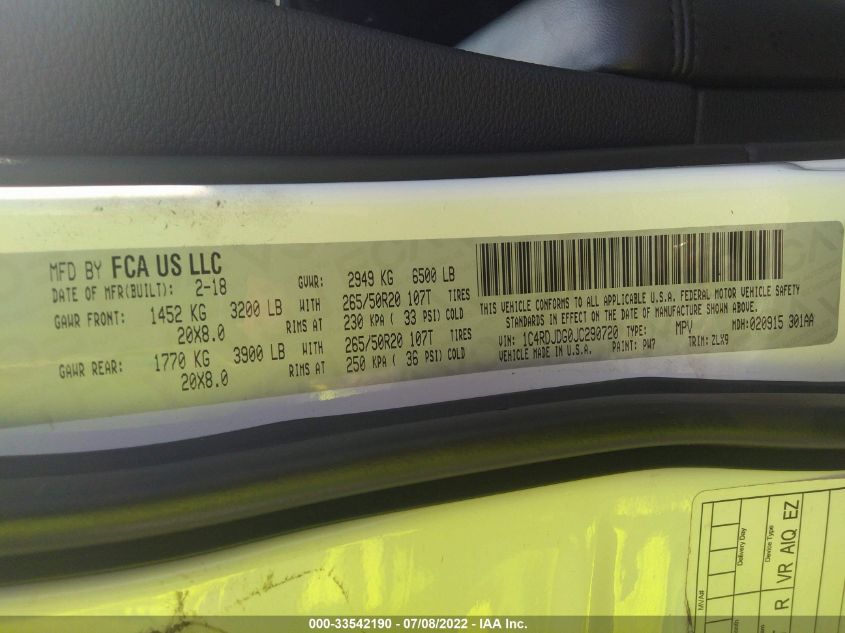 MFD BY FCA US LLC
DATE OF MFR(BUILT): 2-18 GVWR: 2949 KG 6500 LB
GAWR FRONT: 1452 KG 3200 LB WITH 265/50R20 107T TIRES
20X8.0 RIMS AT 230 KPA ( 33 PSI) COLD
GAWR REAR: 1770 KG 3900 LB WITH 265/50R20 107T TIRES
20X8.0 RIMS AT 250 KPA ( 36 PSI) COLD
THIS VEHICLE CONFORMS TO ALL APPLICABLE U.S.A. FEDERAL MOTOR VEHICLE SAFETY
STANDARDS IN EFFECT ON THE DATE OF MANUFACTURE SHOWN ABOVE.
VIN: 1C4RDJDG0JC290720 TYPE: MPV MDH:020915 301AA
VEHICLE MADE IN U.S.A. PAINT: PW7 TRIM: ZLX9
MVA#
Delivery Day
Device Type
R VR AIQ EZ
000-33542190 - 07/08/2022 - IAA Inc.